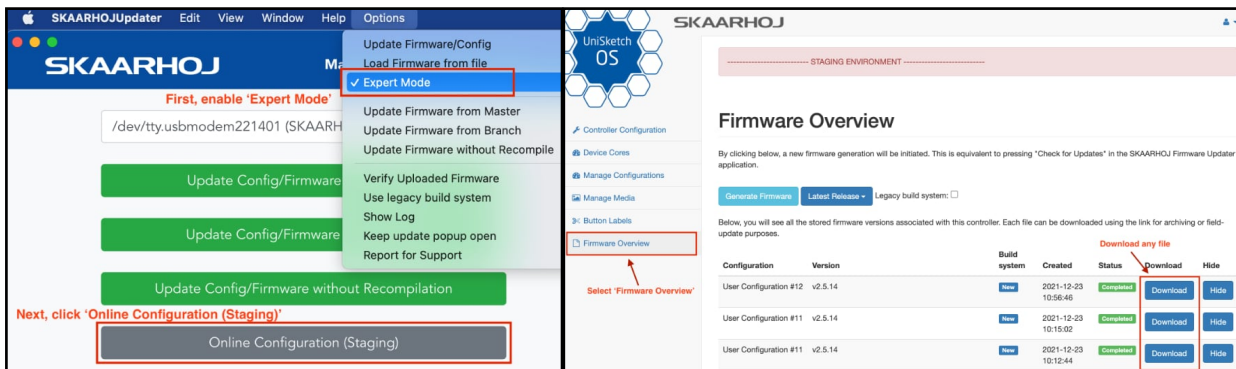 SKAARHOJUpdater Edit View Window Help Options
SKAARHOJ Ma
First, enable ‘Expert Mode’
/dev/tty.usbmodem221401 (SKAARH
Update Config/Firmware
Update Config/Firmware
Update Config/Firmware without Recompilation
Next, click ‘Online Configuration (Staging)’
Online Configuration (Staging)
Update Firmware/Config
Load Firmware from file
✓ Expert Mode
Update Firmware from Master
Update Firmware from Branch
Update Firmware without Recompile
Verify Uploaded Firmware
Use legacy build system
Show Log
Keep update popup open
Report for Support
UniSketch
OS
SKAARHOJ
Controller Configuration
Device Cores
Manage Configurations
Manage Media
Button Labels
Firmware Overview
Select ‘Firmware Overview’
---------------------------- STAGING ENVIRONMENT ----------------------------
Firmware Overview
By clicking below, a new firmware generation will be initiated. This is equivalent to pressing "Check for Updates" in the SKAARHOJ Firmware Updater
application.
Generate Firmware Latest Release Legacy build system:
Below, you will see all the stored firmware versions associated with this controller. Each file can be downloaded using the link for archiving or field-
update purposes.
Download any file
Configuration Version Build system Created Status Download Hide
User Configuration #12 v2.5.14 New 2021-12-23 Completed Download Hide
10:56:46
User Configuration #11 v2.5.14 New 2021-12-23 Completed Download Hide
10:15:02
User Configuration #11 v2.5.14 New 2021-12-23 Completed Download Hide
10:12:44